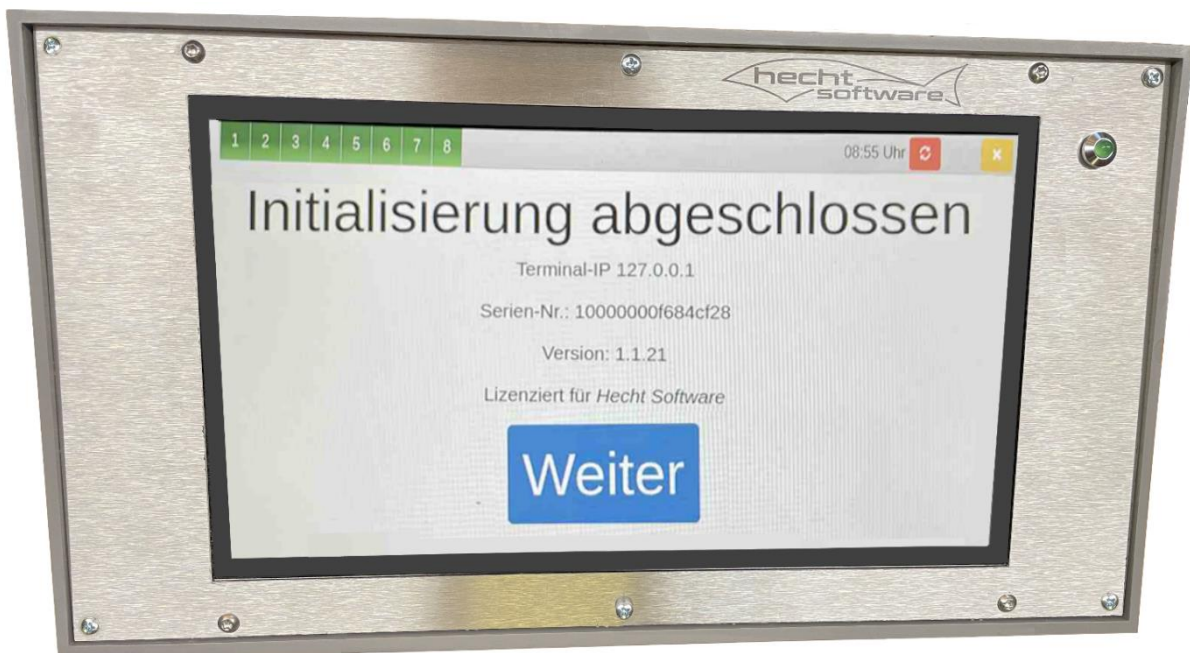 hecht
software
1 2 3 4 5 6 7 8
08:55 Uhr
Initialisierung abgeschlossen
Terminal-IP 127.0.0.1
Serien-Nr.: 10000000f684cf28
Version: 1.1.21
Lizenziert für Hecht Software
Weiter